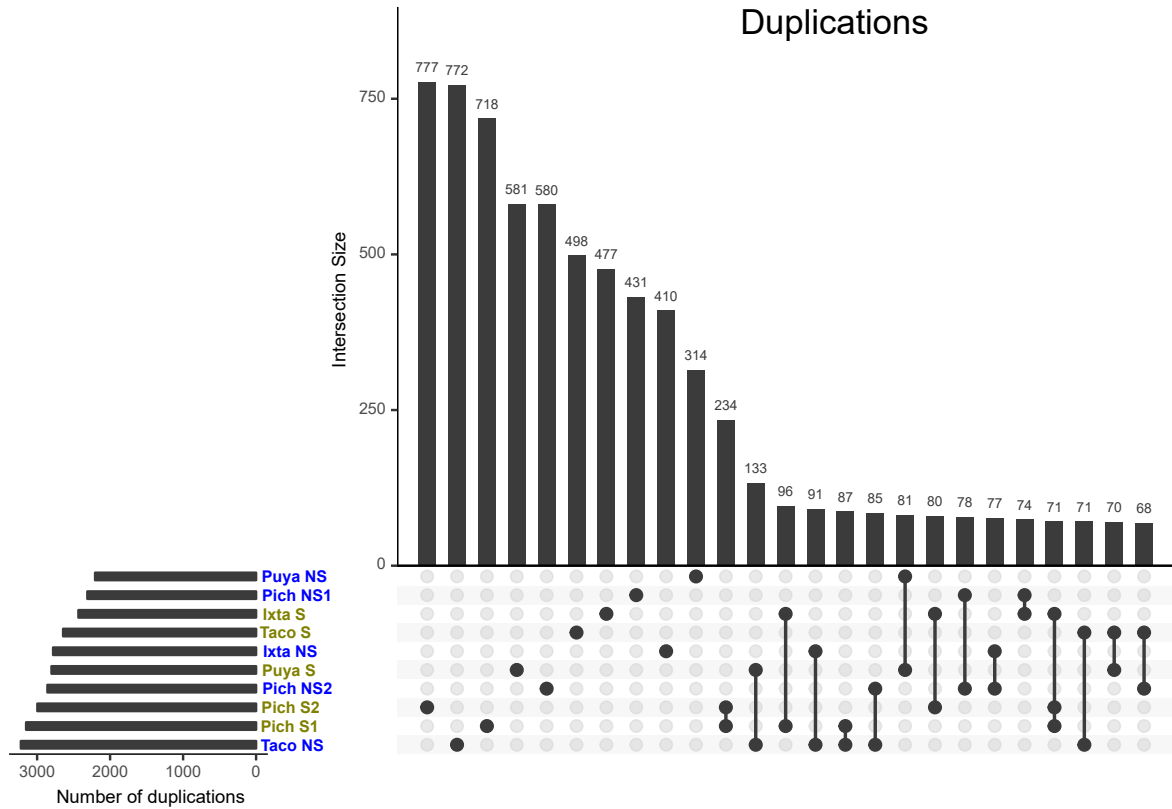 Duplications
Intersection Size
750
500
250
0
777 772
718
581 580
498
477
431
410
314
234
133
96 91 87 85 81 80 78 77 74 71 71 70 68
Puya NS
Pich NS1
Ixta S
Taco S
Ixta NS
Puya S
Pich NS2
Pich S2
Pich S1
Taco NS
3000 2000 1000 0
Number of duplications